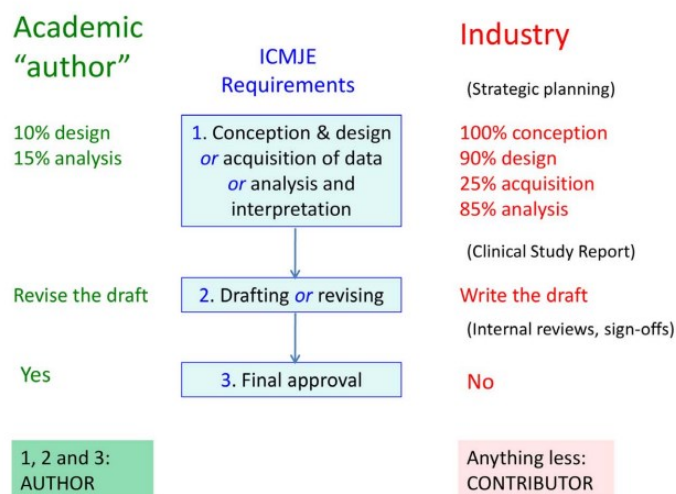 Academic
“author”
ICMJE
Requirements
Industry
(Strategic planning)
10% design
15% analysis
1. Conception & design
or acquisition of data
or analysis and
interpretation
100% conception
90% design
25% acquisition
85% analysis
(Clinical Study Report)
Revise the draft
2. Drafting or revising
Write the draft
(Internal reviews, sign-offs)
Yes
3. Final approval
No
1, 2 and 3:
AUTHOR
Anything less:
CONTRIBUTOR